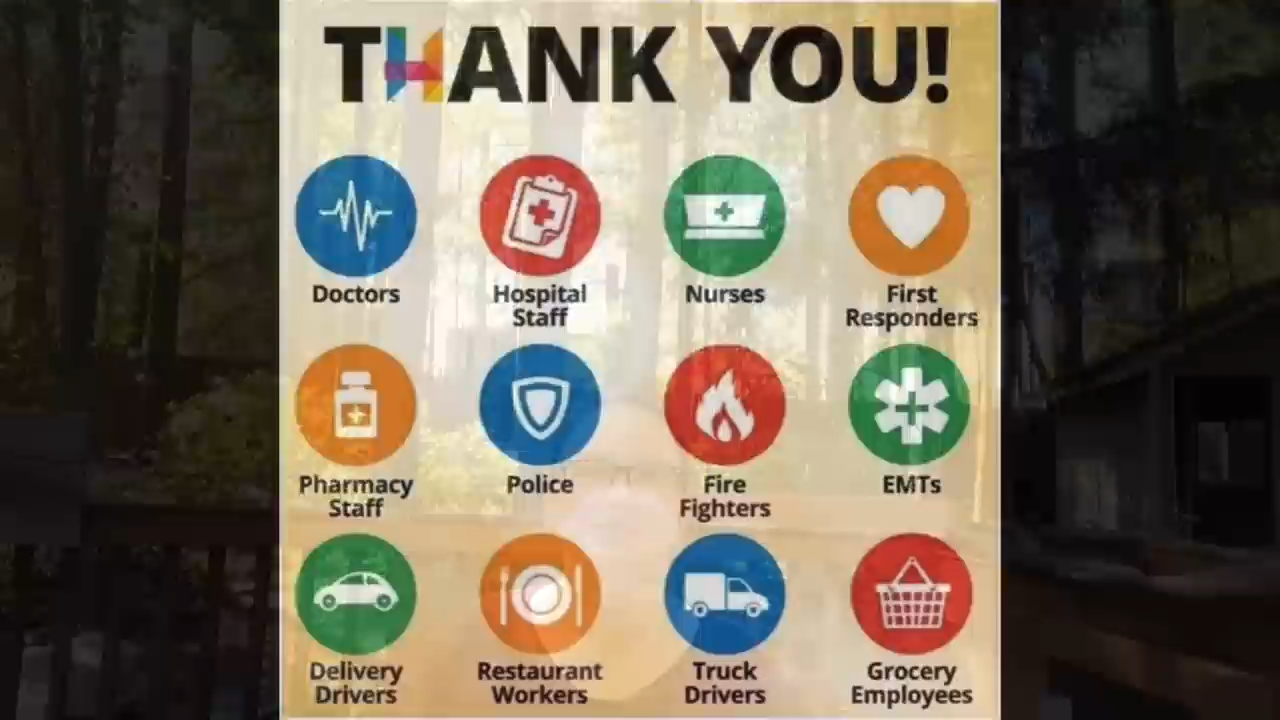 THANK YOU!
Doctors
Hospital
Staff
Nurses
First
Responders
Pharmacy
Staff
Police
Fire
Fighters
EMTs
Delivery
Drivers
Restaurant
Workers
Truck
Drivers
Grocery
Employees